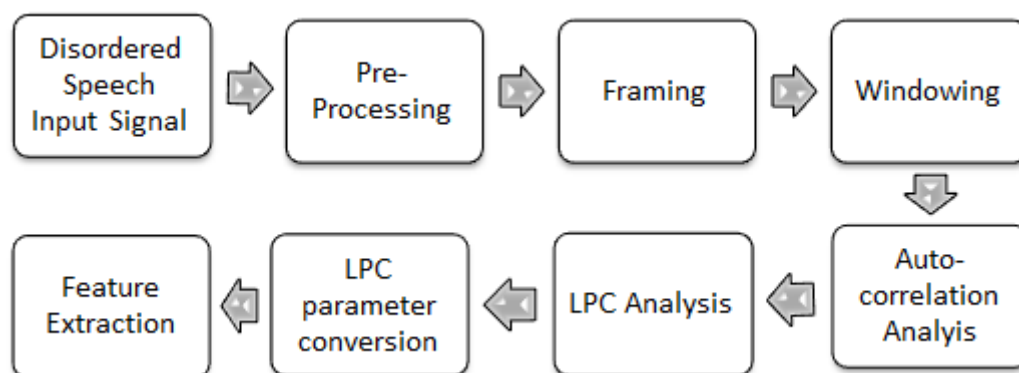 Disordered
Speech
Input Signal
Pre-
Processing
Framing
Windowing
Auto-
correlation
Analyis
LPC Analysis
LPC
parameter
conversion
Feature
Extraction